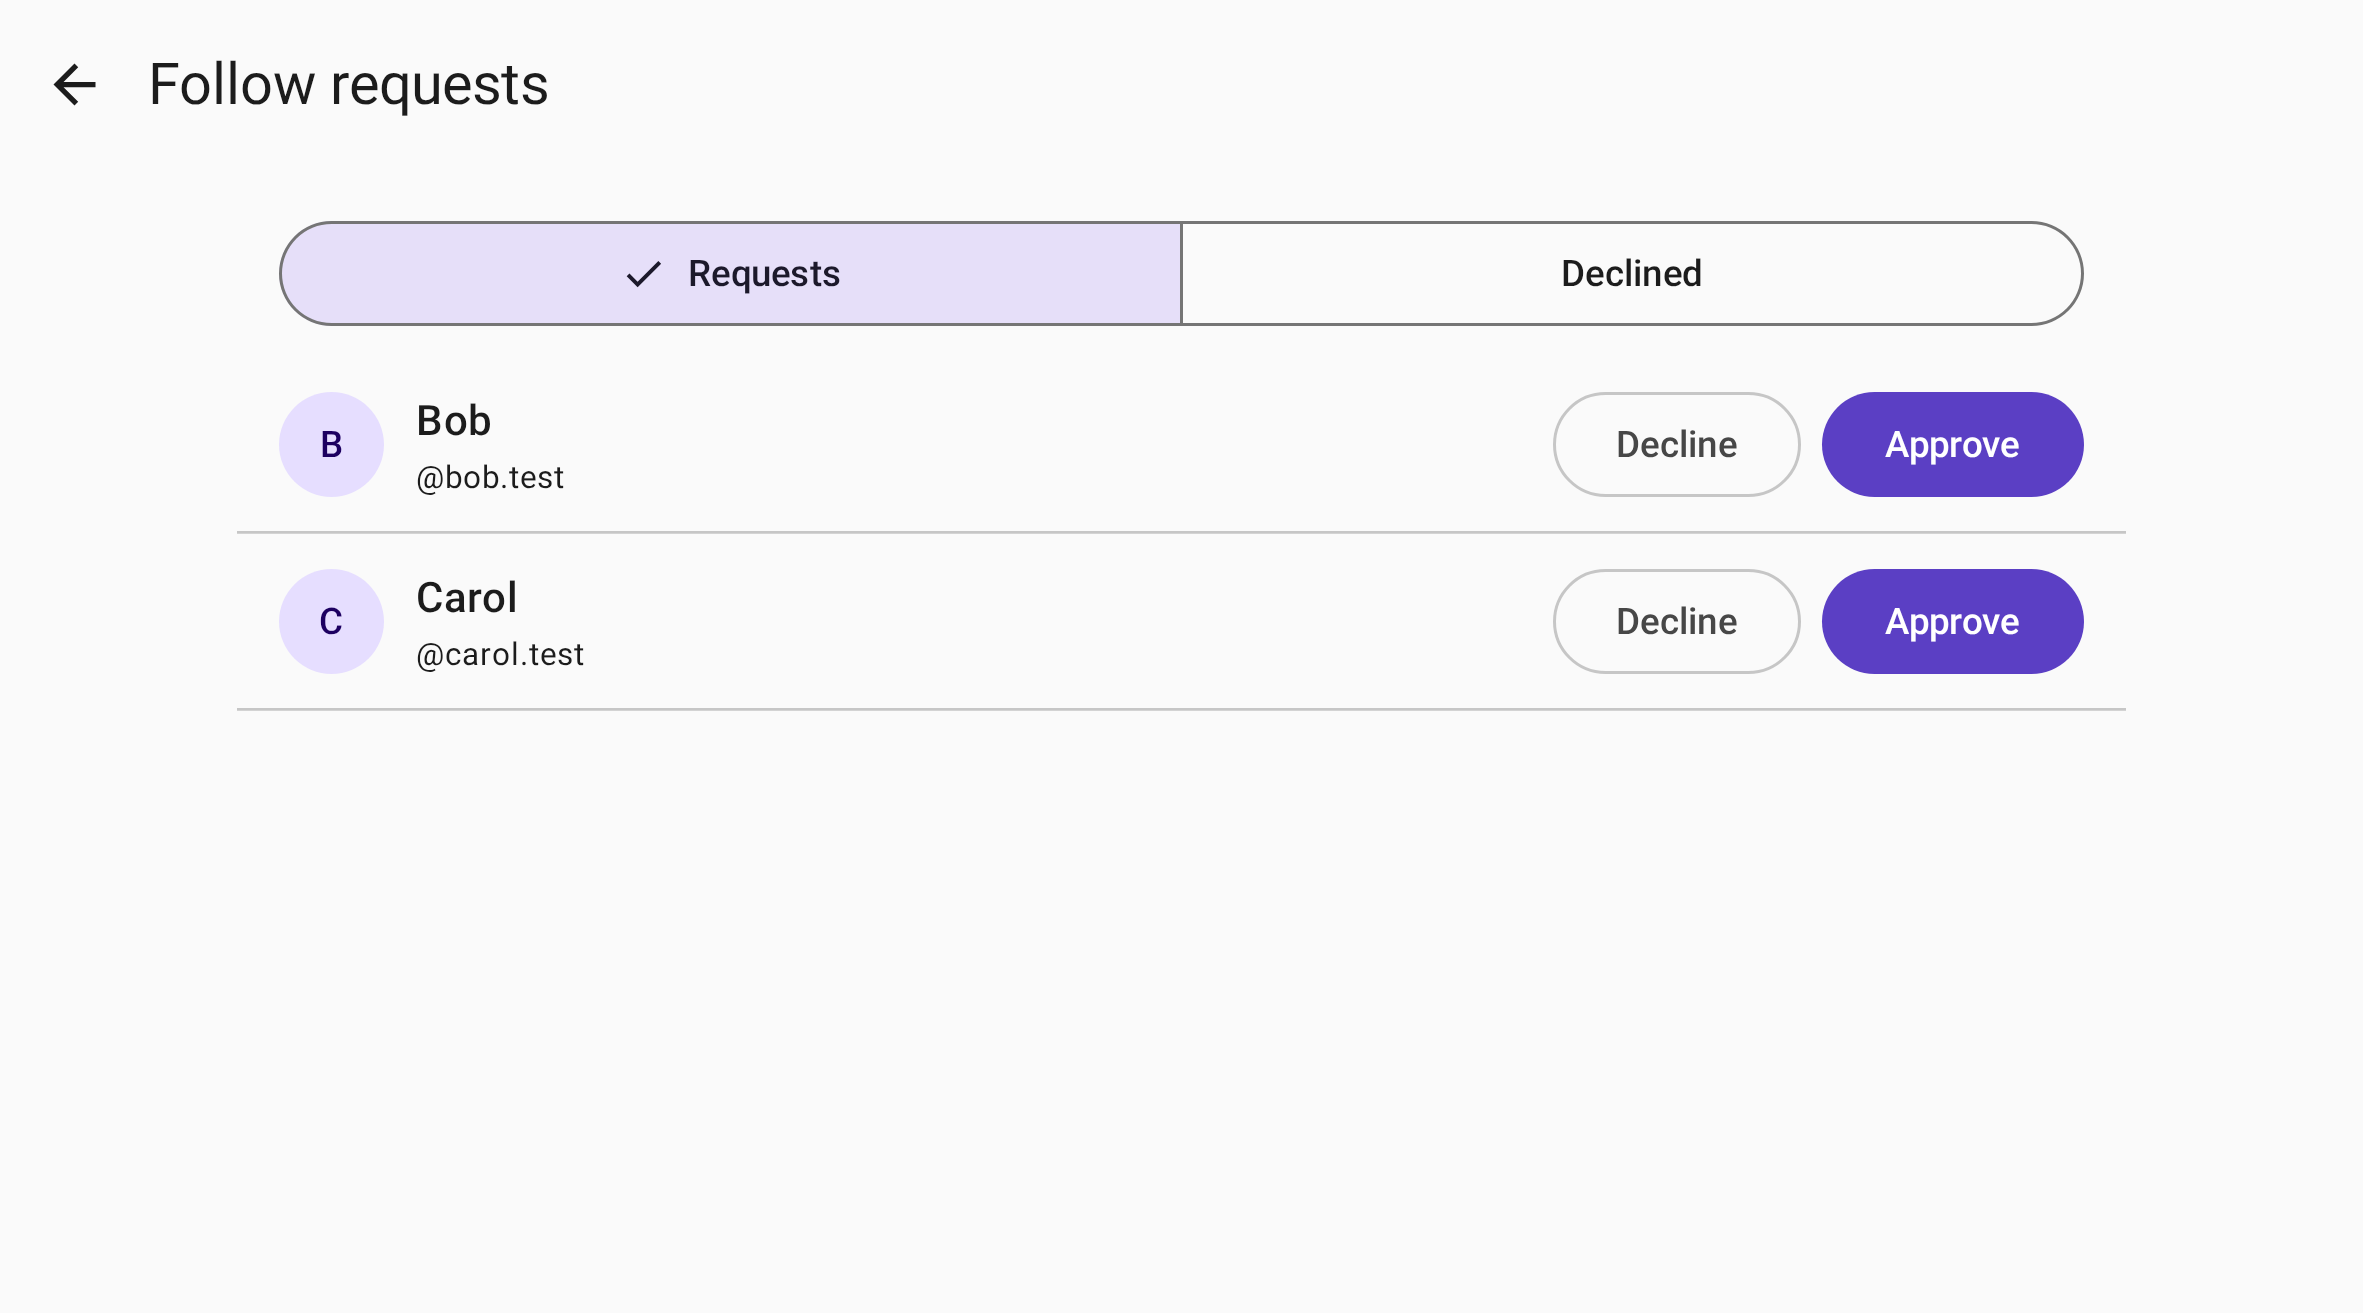 Follow requests
Requests
Declined
B
Bob
@bob.test
Decline
Approve
C
Carol
@carol.test
Decline
Approve